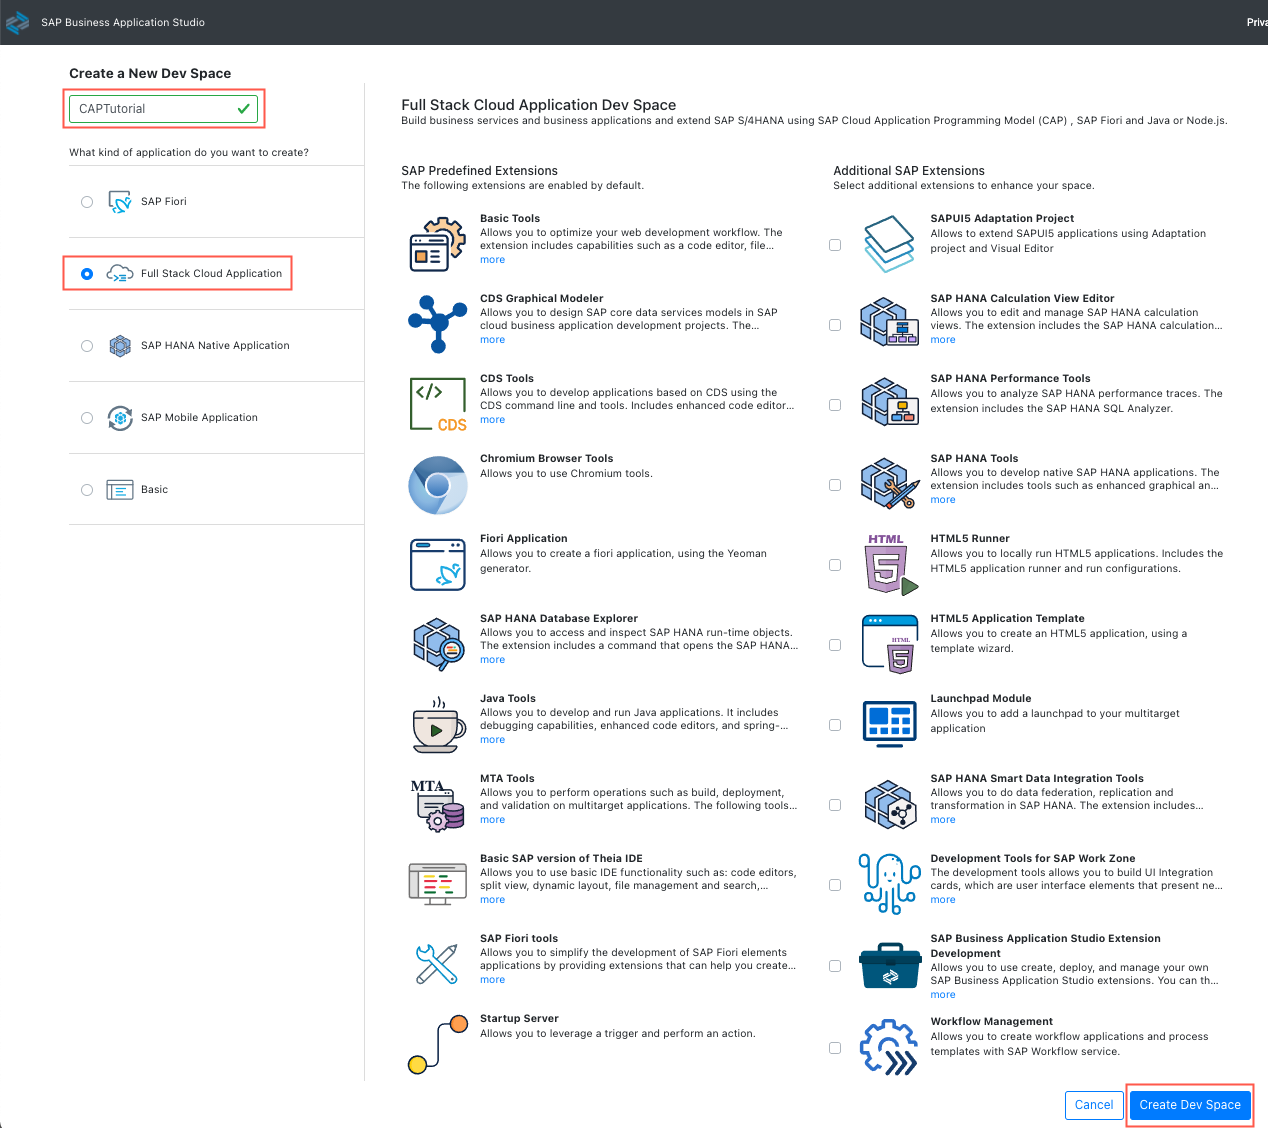 SAP Business Application Studio
Priva
Create a New Dev Space
CAPTutorial
What kind of application do you want to create?
SAP Fiori
Full Stack Cloud Application
SAP HANA Native Application
SAP Mobile Application
Basic
Full Stack Cloud Application Dev Space
Build business services and business applications and extend SAP S/4HANA using SAP Cloud Application Programming Model (CAP) , SAP Fiori and Java or Node.js.
SAP Predefined Extensions
The following extensions are enabled by default.
Basic Tools
Allows you to optimize your web development workflow. The
extension includes capabilities such as a code editor, file...
more
CDS Graphical Modeler
Allows you to design SAP core data services models in SAP
cloud business application development projects. The...
more
</>
CDS
CDS Tools
Allows you to develop applications based on CDS using the
CDS command line and tools. Includes enhanced code editor...
more
Chromium Browser Tools
Allows you to use Chromium tools.
Fiori Application
Allows you to create a fiori application, using the Yeoman
generator.
SAP HANA Database Explorer
Allows you to access and inspect SAP HANA run-time objects.
The extension includes a command that opens the SAP HANA...
more
Java Tools
Allows you to develop and run Java applications. It includes
debugging capabilities, enhanced code editors, and spring-...
more
MTA
MTA Tools
Allows you to perform operations such as build, deployment,
and validation on multitarget applications. The following tools...
more
Basic SAP version of Theia IDE
Allows you to use basic IDE functionality such as: code editors,
split view, dynamic layout, file management and search,...
more
SAP Fiori tools
Allows you to simplify the development of SAP Fiori elements
applications by providing extensions that can help you create...
more
Startup Server
Allows you to leverage a trigger and perform an action.
Additional SAP Extensions
Select additional extensions to enhance your space.
SAPUI5 Adaptation Project
Allows to extend SAPUI5 applications using Adaptation
project and Visual Editor
SAP HANA Calculation View Editor
Allows you to edit and manage SAP HANA calculation
views. The extension includes the SAP HANA calculation...
more
SAP HANA Performance Tools
Allows you to analyze SAP HANA performance traces. The
extension includes the SAP HANA SQL Analyzer.
SAP HANA Tools
Allows you to develop native SAP HANA applications. The
extension includes tools such as enhanced graphical an...
more
HTML
5
HTML5 Runner
Allows you to locally run HTML5 applications. Includes the
HTML5 application runner and run configurations.
HTML
5
HTML5 Application Template
Allows you to create an HTML5 application, using a
template wizard.
Launchpad Module
Allows you to add a launchpad to your multitarget
application
SAP HANA Smart Data Integration Tools
Allows you to do data federation, replication and
transformation in SAP HANA. The extension includes...
more
Development Tools for SAP Work Zone
The development tools allows you to build UI Integration
cards, which are user interface elements that present ne...
more
SAP Business Application Studio Extension
Development
Allows you to use create, deploy, and manage your own
SAP Business Application Studio extensions. You can th...
more
Workflow Management
Allows you to create workflow applications and process
templates with SAP Workflow service.
Cancel
Create Dev Space